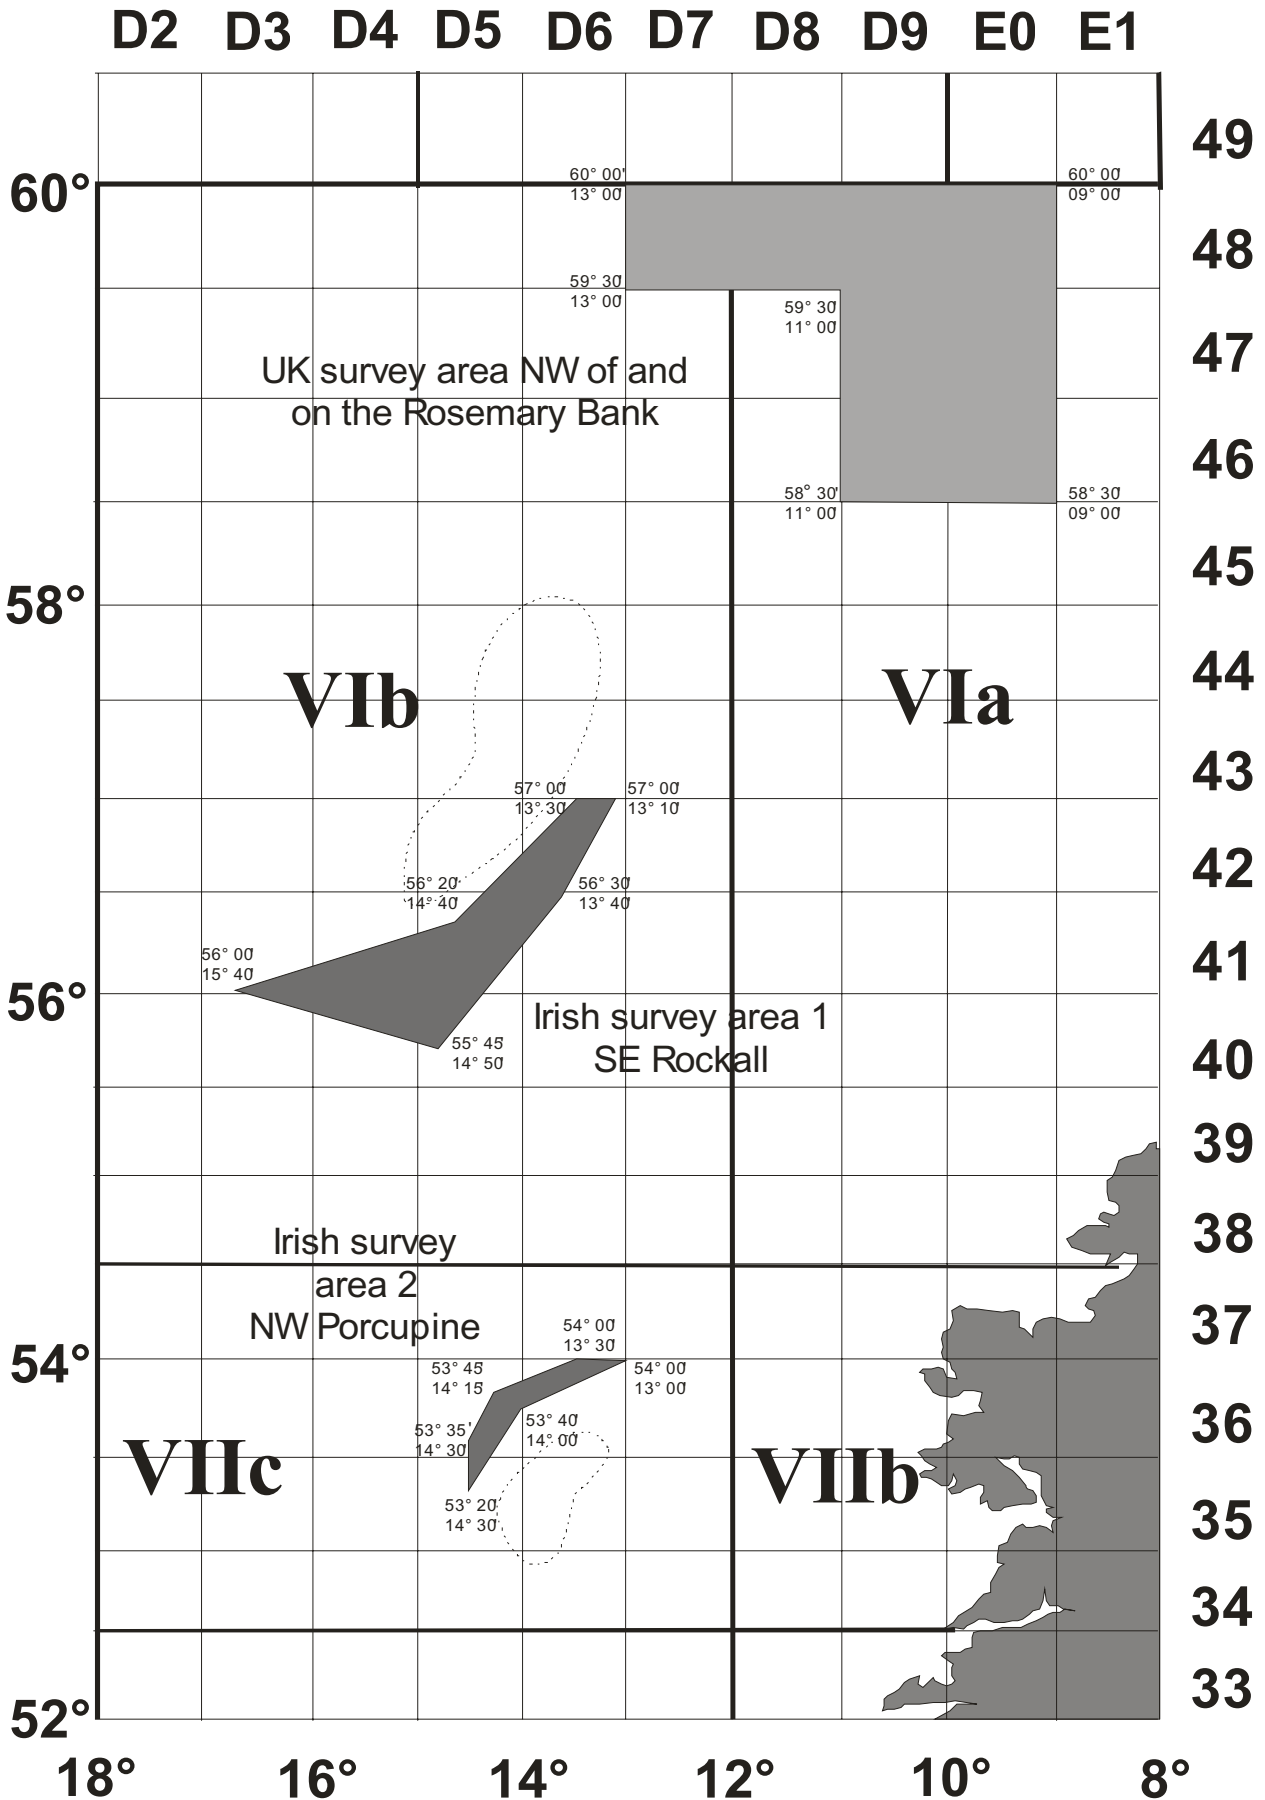 D2 D3 D4 D5 D6 D7 D8 D9 E0 E1
49
60° 00' 60° 00'
60° 13° 00' 09° 00'
48
59° 30'
13° 00'
59° 30'
11° 00'
47
UK survey area NW of and
on the Rosemary Bank
46
58° 30' 58° 30'
11° 00' 09° 00'
45
58°
44
VIb VIa
43
57° 00' 57° 00'
13° 30' 13° 10'
42
56° 20' 56° 30'
14° 40' 13° 40'
56° 00'
15° 40'
41
56°
Irish survey area 1
SE Rockall
55° 45'
14° 50'
40
39
38
Irish survey
area 2
NW Porcupine
37
54° 00'
13° 30'
54°
53° 45' 54° 00'
14° 15' 13° 00'
53° 40'
14° 00'
36
53° 35'
14° 30'
VIIc VIIb
53° 20'
14° 30'
35
34
33
52°
18° 16° 14° 12° 10° 8°